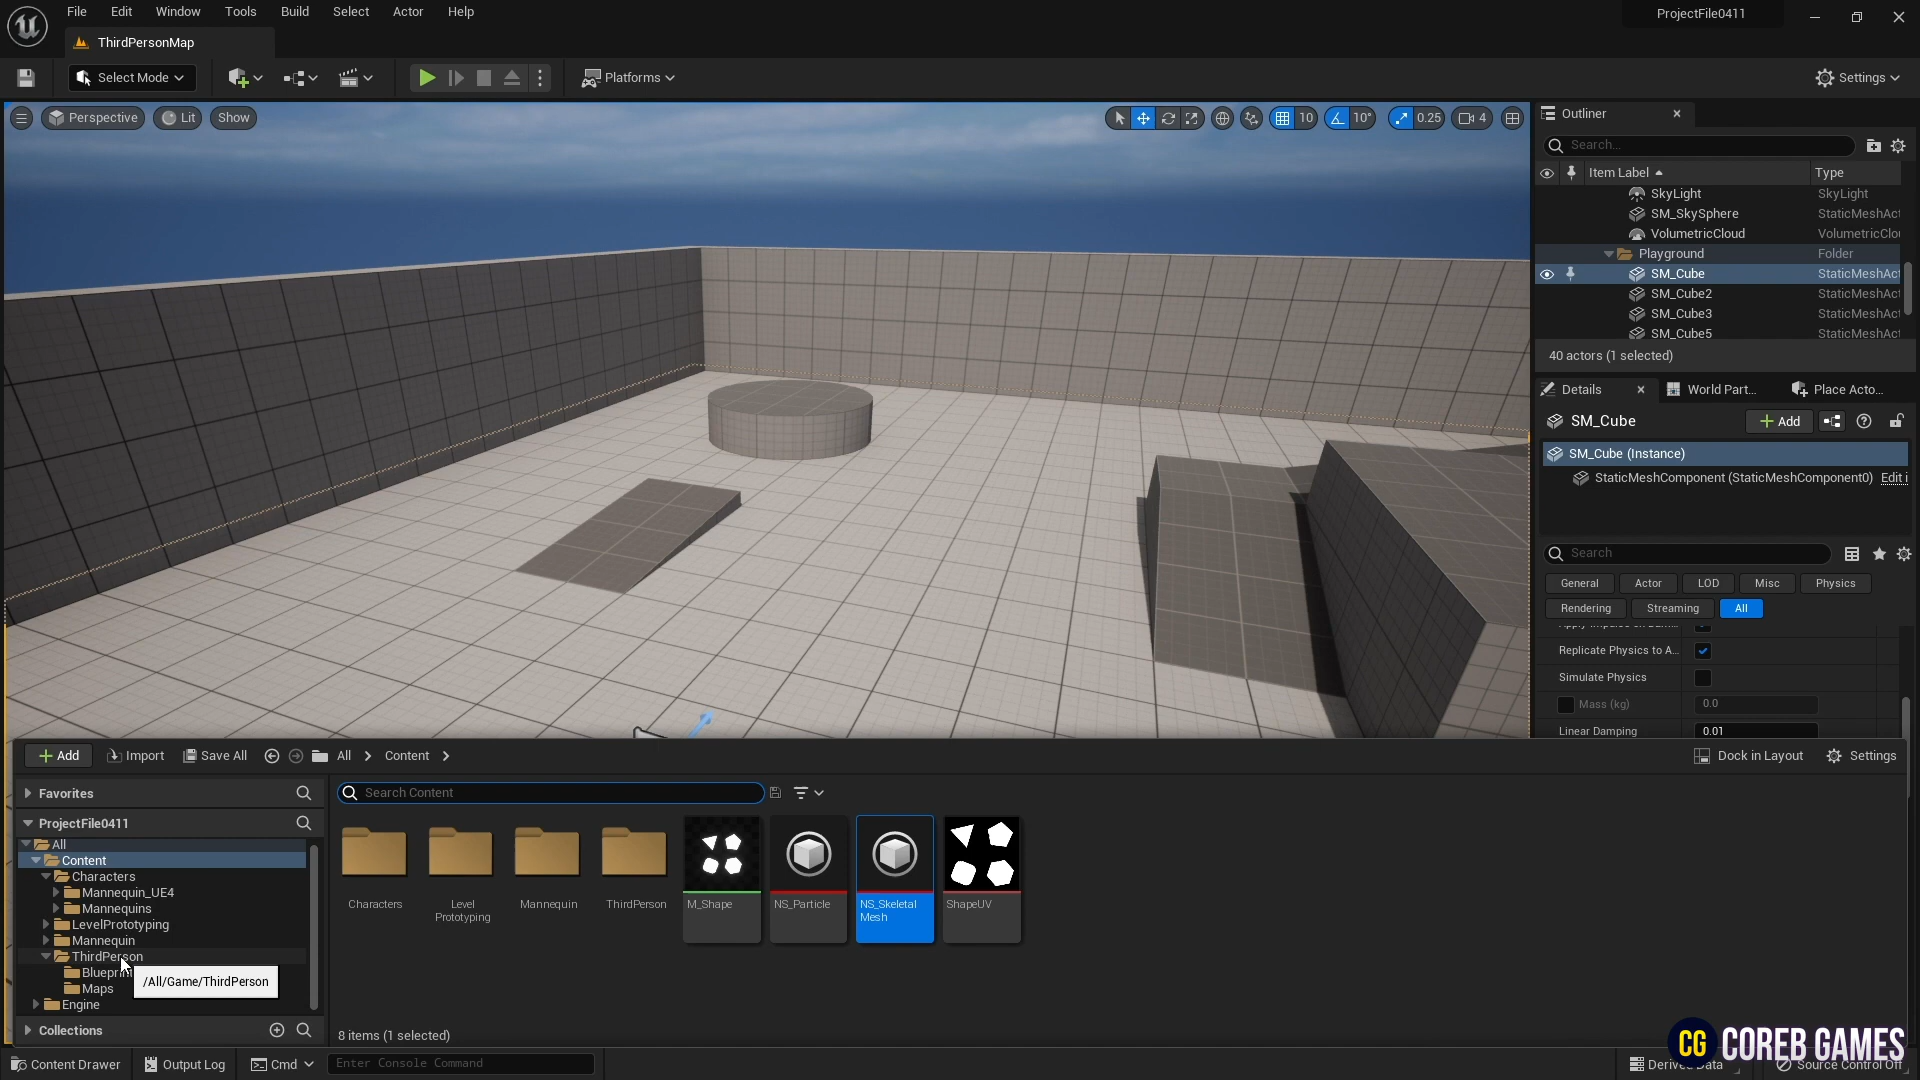 File Edit Window Tools Build Select Actor Help
ProjectFile0411
ThirdPersonMap
Select Mode
Platforms
Settings
Perspective Lit Show
10 10° 0.25 4
Outliner
Search...
Item Label Type
SkyLight SkyLight
SM_SkySphere StaticMeshAct
VolumetricCloud VolumetricClou
Playground Folder
SM_Cube StaticMeshAct
SM_Cube2 StaticMeshAct
SM_Cube3 StaticMeshAct
SM_Cube5 StaticMeshAct
40 actors (1 selected)
Details World Part... Place Acto...
SM_Cube
Add
SM_Cube (Instance)
StaticMeshComponent (StaticMeshComponent0) Edit i
Search
General Actor LOD Misc Physics
Rendering Streaming All
Replicate Physics to A...
Simulate Physics
Mass (kg) 0.0
Linear Damping 0.01
Add Import Save All All Content
Dock in Layout Settings
Favorites
Search Content
ProjectFile0411
All
Content
Characters
Mannequin_UE4
Mannequins
LevelPrototyping
Mannequin
ThirdPerson
Blueprin
/All/Game/ThirdPerson
Maps
Engine
Collections
Characters
Level
Prototyping
Mannequin
ThirdPerson
M_Shape
NS_Particle
NS_Skeletal
Mesh
ShapeUV
8 items (1 selected)
Content Drawer Output Log Cmd Enter Console Command
Derived Data Source Control Off
CG COREB GAMES